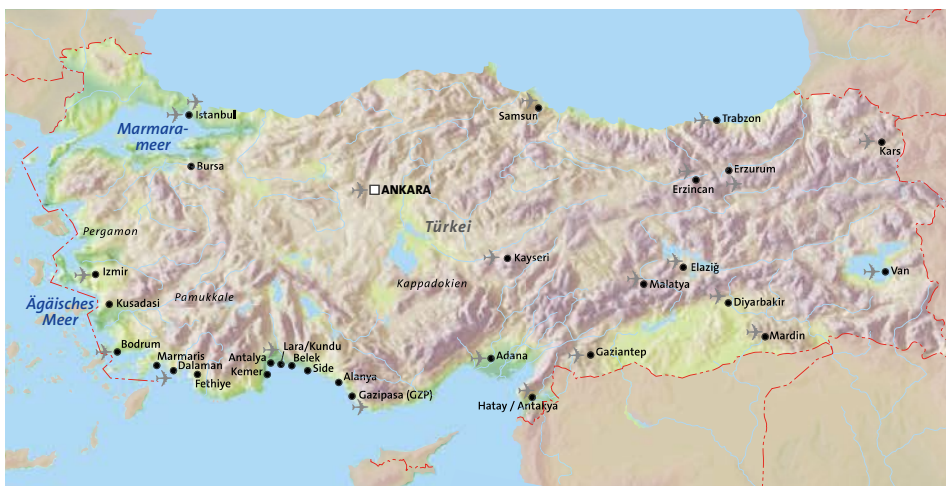 Istanbul
Marmara-
meer
Bursa
Samsun
Trabzon
Kars
ANKARA
Erzurum
Erzincan
Türkei
Pergamon
Kayseri
Elaziğ
Van
Izmir
Kappadokien
Malatya
Ägäisches
Meer
Kusadasi
Pamukkale
Diyarbakir
Mardin
Bodrum
Lara/Kundu
Marmaris
Antalya
Belek
Adana
Gaziantep
Dalaman
Kemer
Side
Fethiye
Alanya
Gazipasa (GZP)
Hatay / Antakya